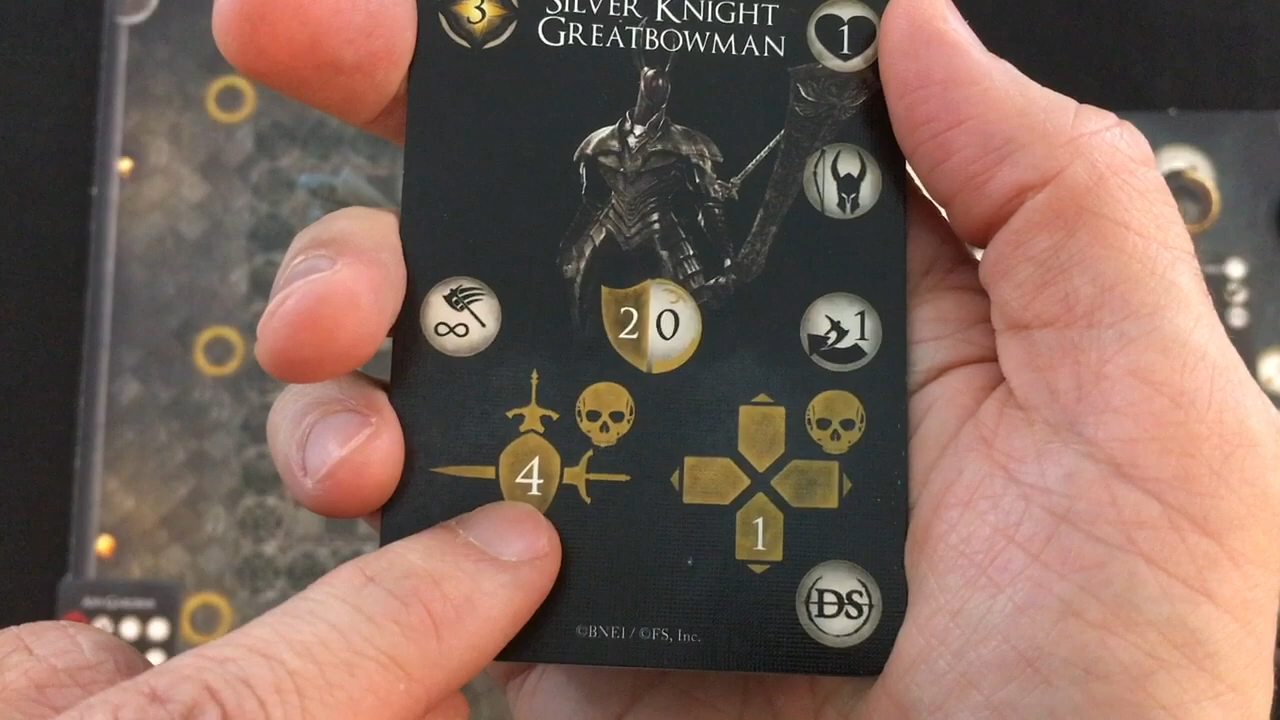 3
SILVER KNIGHT
GREATBOWMAN
1
∞
2 0
1
4
1
DS
©BNEI / ©FS, Inc.